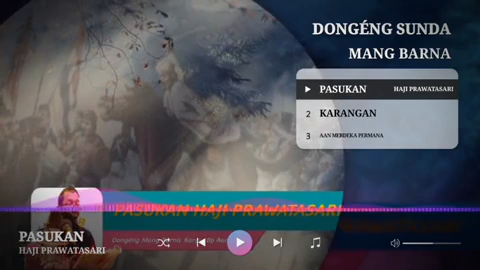 DONGÉNG SUNDA
MANG BARNA
PASUKAN HAJI PRAWATASARI
2 KARANGAN
3 AAN MERDEKA PERMANA
PASUKAN HAJI PRAWATASARI
PASUKAN
HAJI PRAWATASARI